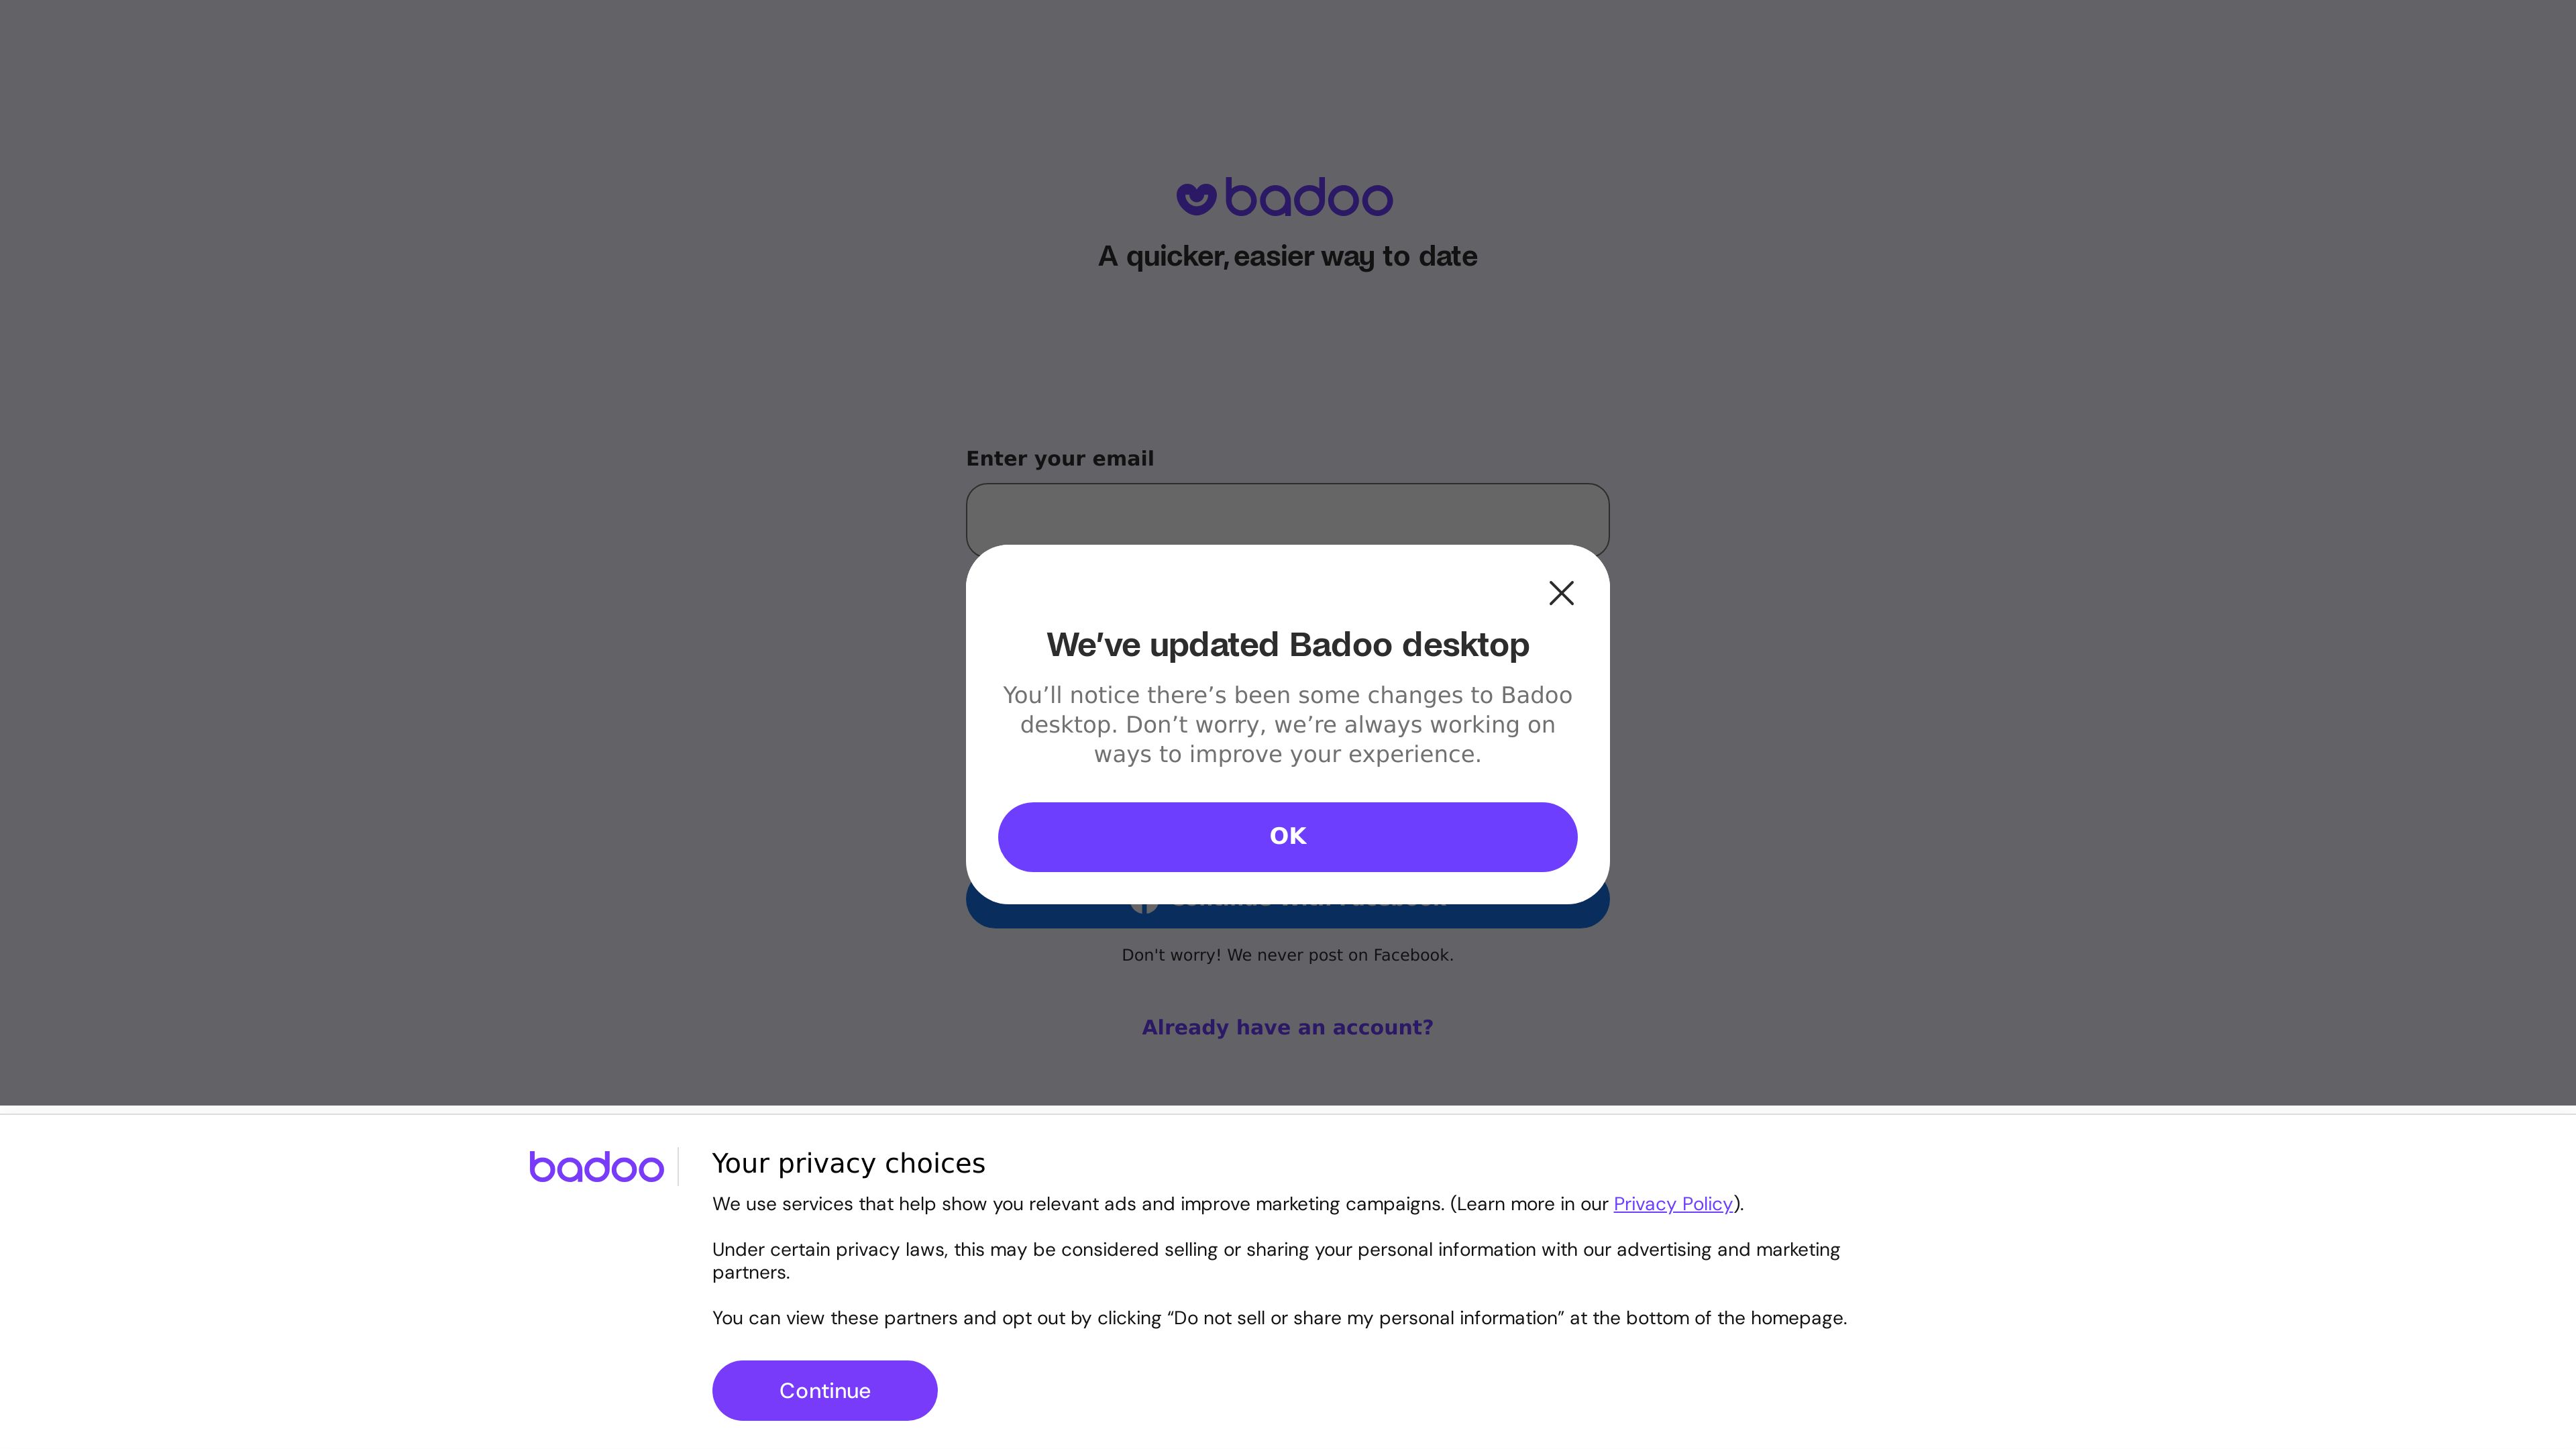 badoo
A quicker, easier way to date
Enter your email
We've updated Badoo desktop
You’ll notice there’s been some changes to Badoo
desktop. Don’t worry, we’re always working on
ways to improve your experience.
OK
Don't worry! We never post on Facebook.
Already have an account?
badoo
Your privacy choices
We use services that help show you relevant ads and improve marketing campaigns. (Learn more in our Privacy Policy).
Under certain privacy laws, this may be considered selling or sharing your personal information with our advertising and marketing
partners.
You can view these partners and opt out by clicking “Do not sell or share my personal information” at the bottom of the homepage.
Continue